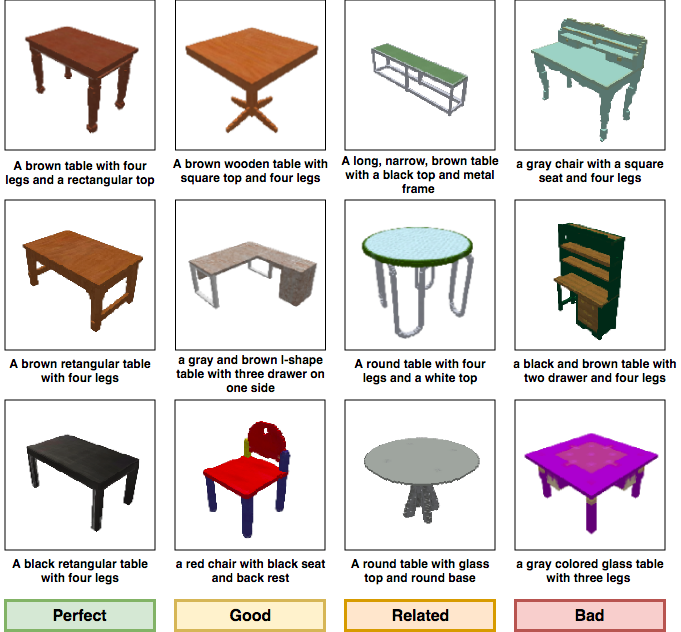 A brown table with four
legs and a rectangular top
A brown wooden table with
square top and four legs
A long, narrow, brown table
with a black top and metal
frame
a gray chair with a square
seat and four legs
A brown retangular table
with four legs
a gray and brown l-shape
table with three drawer on
one side
A round table with four
legs and a white top
a black and brown table with
two drawer and four legs
A black retangular table
with four legs
a red chair with black seat
and back rest
A round table with glass
top and round base
a gray colored glass table
with three legs
Perfect
Good
Related
Bad